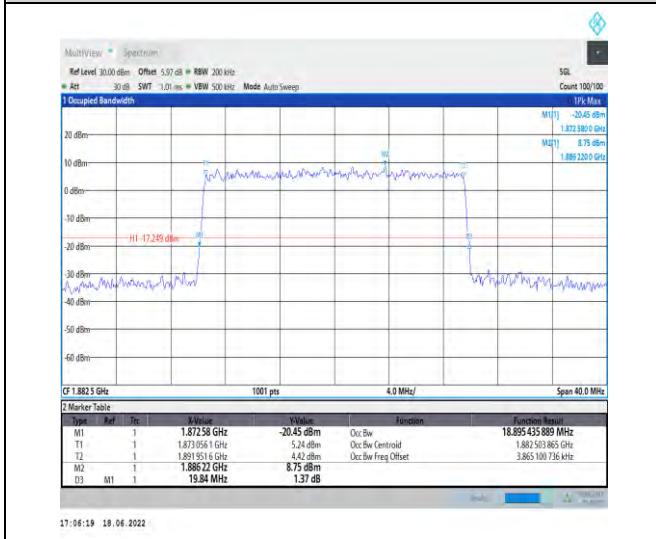 MultiView Spectrum
Ref Level 30.00 dBm Offset 5.97 dB RBW 200 kHz SGL
Att 30 dB SWT 1.01 ms VBW 500 kHz Mode Auto Sweep Count 100/100
1 Occupied Bandwidth 1Pk Max
M1[1] -20.45 dBm
1.872 580 0 GHz
M2[1] 8.75 dBm
1.886 220 0 GHz
20 dBm
10 dBm
0 dBm
-10 dBm
H1 -17.249 dBm
-20 dBm
-30 dBm
-40 dBm
-50 dBm
-60 dBm
CF 1.882 5 GHz 1001 pts 4.0 MHz/ Span 40.0 MHz
2 Marker Table
Type Ref Trc X-Value Y-Value Function Function Result
M1 1 1.872 58 GHz -20.45 dBm Occ Bw 18.895 435 889 MHz
T1 1 1.873 056 1 GHz 5.24 dBm Occ Bw Centroid 1.882 503 865 GHz
T2 1 1.891 951 6 GHz 4.42 dBm Occ Bw Freq Offset 3.865 100 736 kHz
M2 1 1.886 22 GHz 8.75 dBm
D3 M1 1 19.84 MHz 1.37 dB
17:06:19 18.06.2022